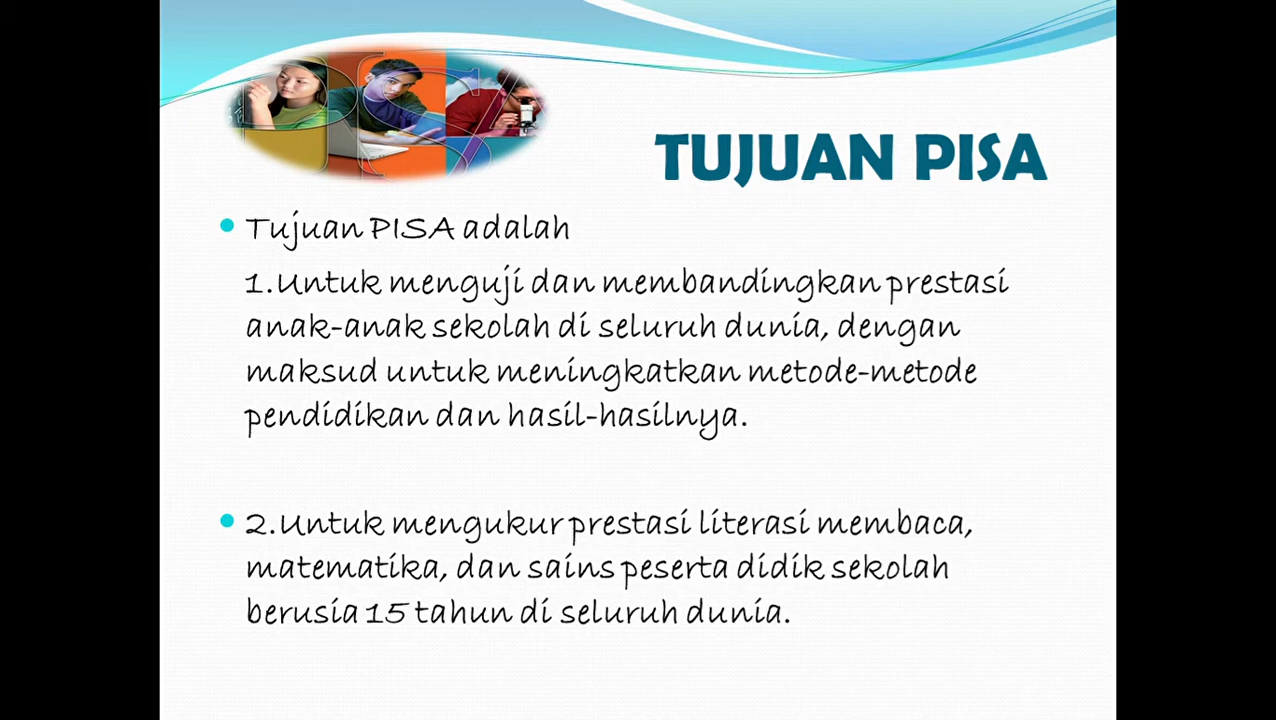 PISA
TUJUAN PISA
Tujuan PISA adalah
1.Untuk menguji dan membandingkan prestasi
anak-anak sekolah di seluruh dunia, dengan
maksud untuk meningkatkan metode-metode
pendidikan dan hasil-hasilnya.
2.Untuk mengukur prestasi literasi membaca,
matematika, dan sains peserta didik sekolah
berusia 15 tahun di seluruh dunia.